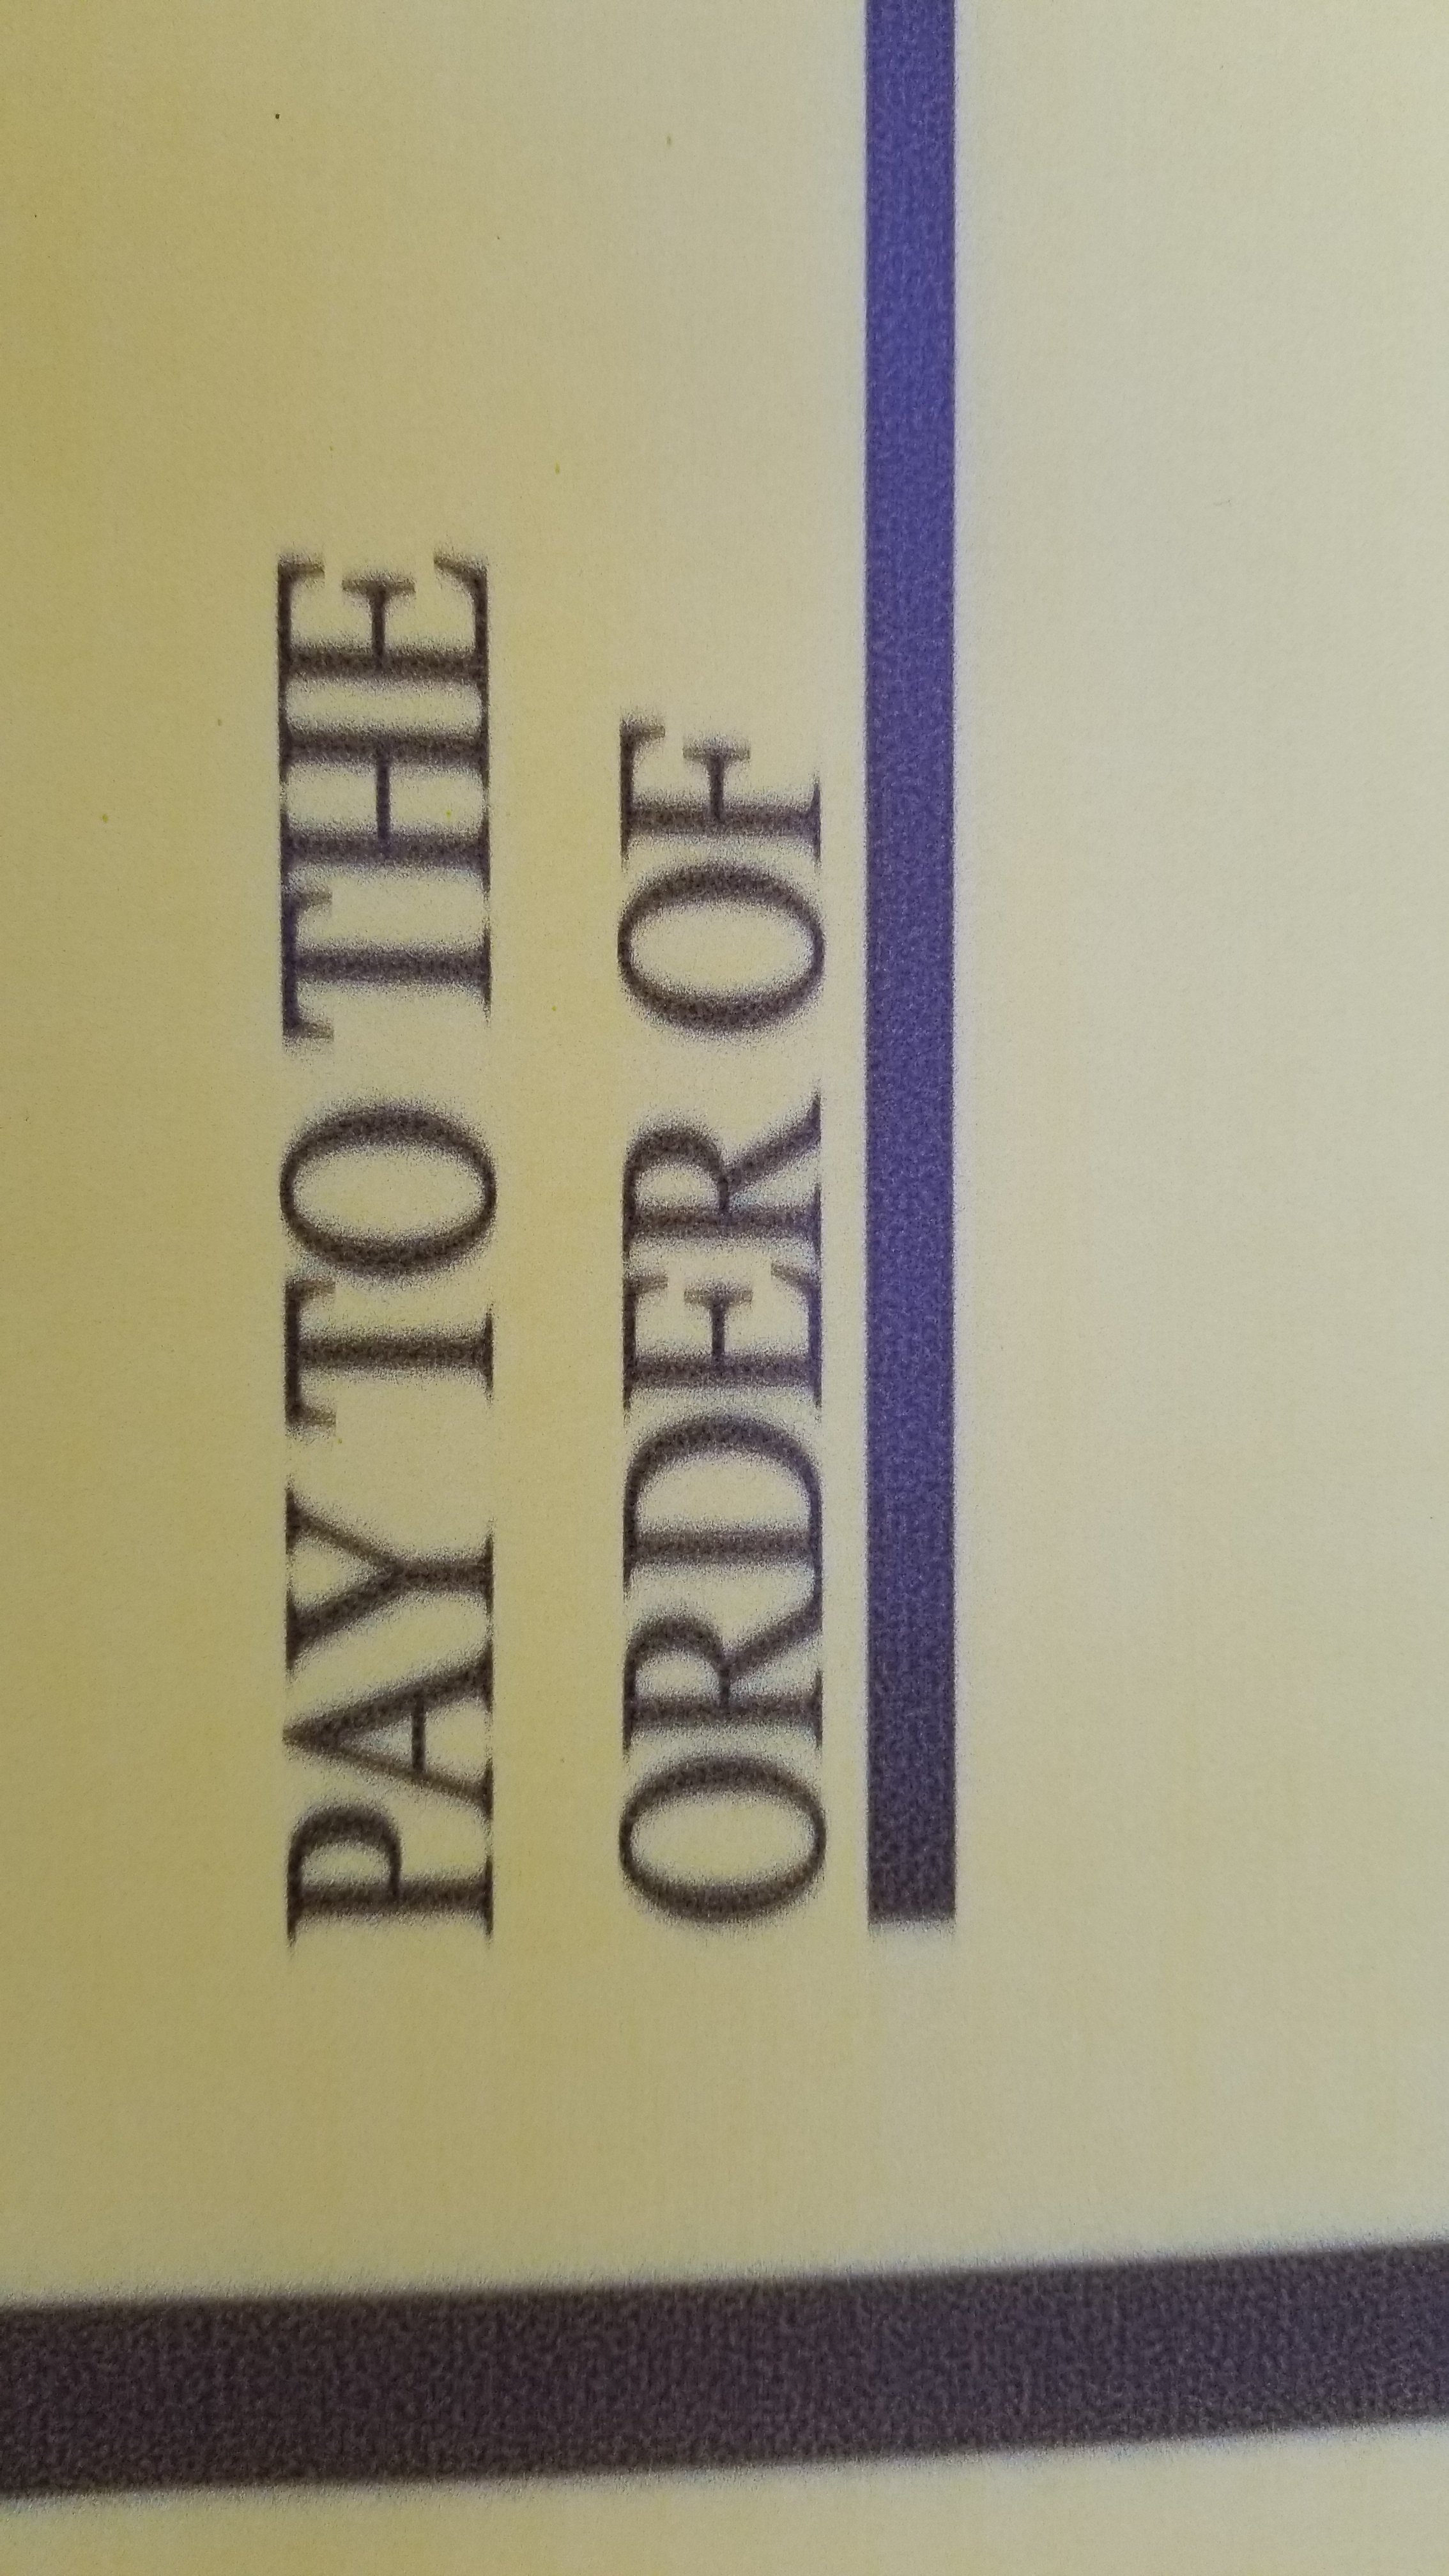 PAY TO THE
ORDER OF